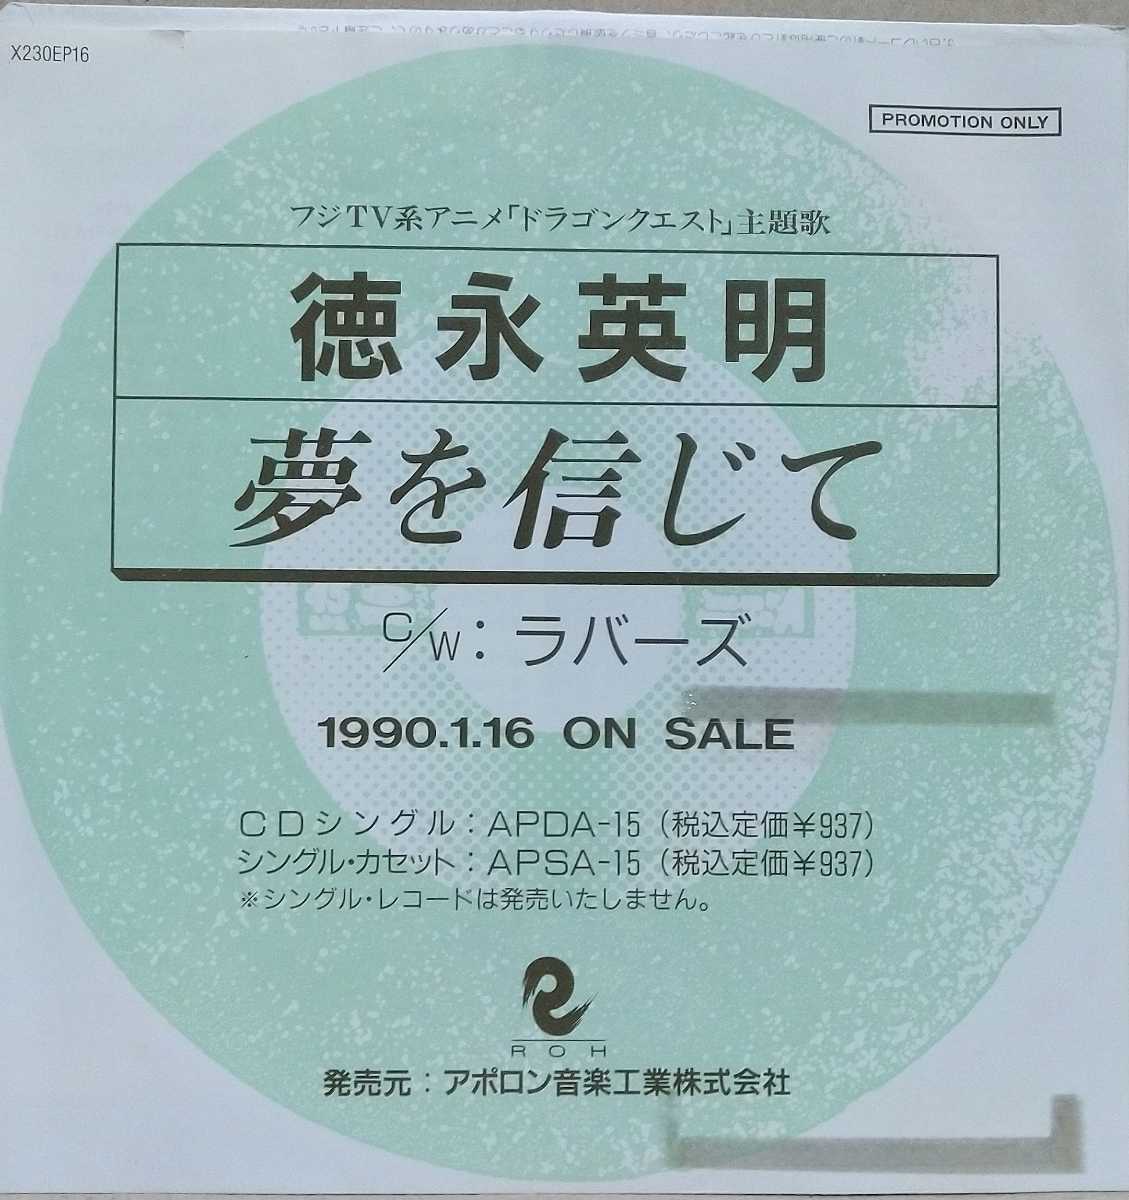 X230EP16
PROMOTION ONLY
フジTV系アニメ「ドラゴンクエスト」主題歌
徳永英明
夢を信じて
C/W：ラバーズ
1990.1.16 ON SALE
CDシングル：APDA-15（税込定価¥937）
シングル・カセット：APSA-15（税込定価¥937）
※シングル・レコードは発売いたしません。
ROH
発売元：アポロン音楽工業株式会社